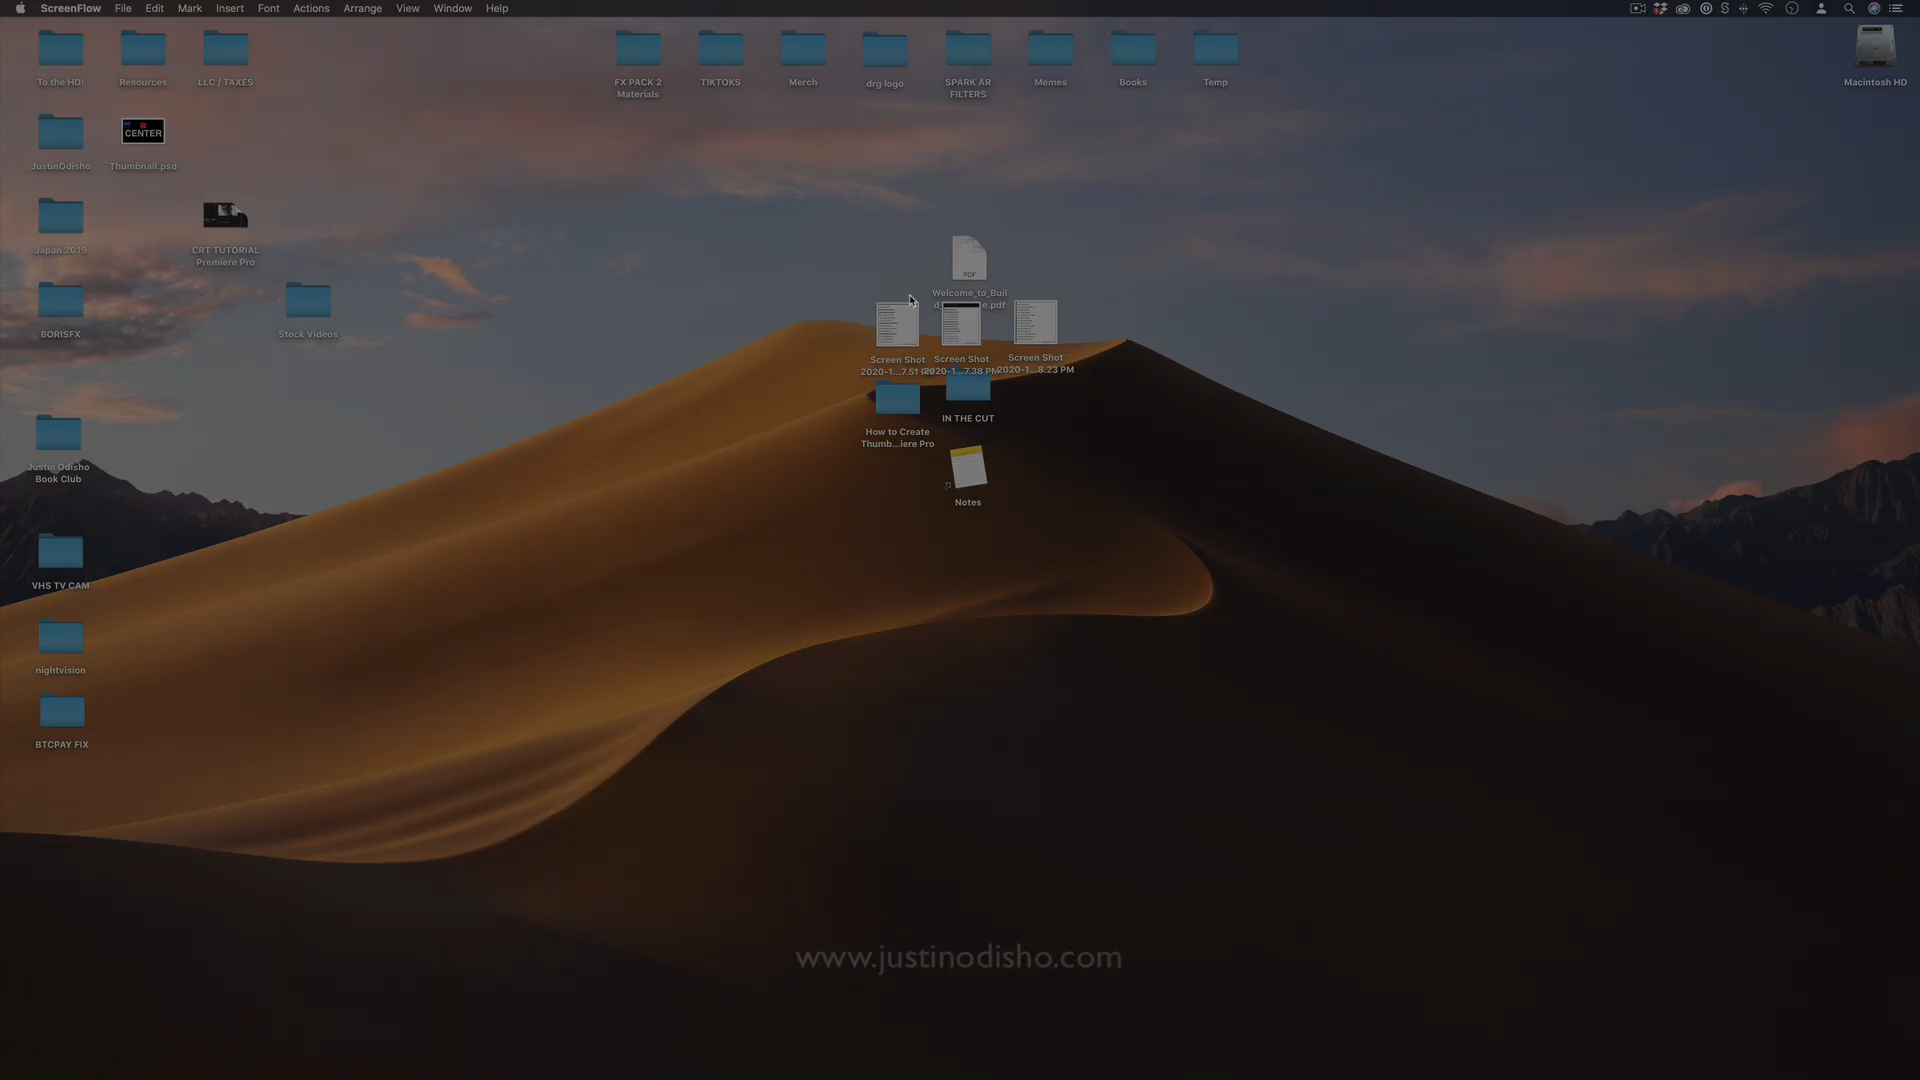 ScreenFlow File Edit Mark Insert Font Actions Arrange View Window Help
To the HD!
Resources
LLC / TAXES
FX PACK 2
Materials
TIKTOKS
Merch
drg logo
SPARK AR
FILTERS
Memes
Books
Temp
Macintosh HD
CENTER
JustinOdisho
Thumbnail.psd
Japan 2019
CRT TUTORIAL
Premiere Pro
PDF
Welcome_to_Buil
e.pdf
BORISFX
Stock Videos
Screen Shot
2020-1...7.51
Screen Shot
2020-1...7.38 PM
Screen Shot
2020-1...8.23 PM
How to Create
Thumb...iere Pro
IN THE CUT
Justin Odisho
Book Club
Notes
VHS TV CAM
nightvision
BTCPAY FIX
www.justinodisho.com